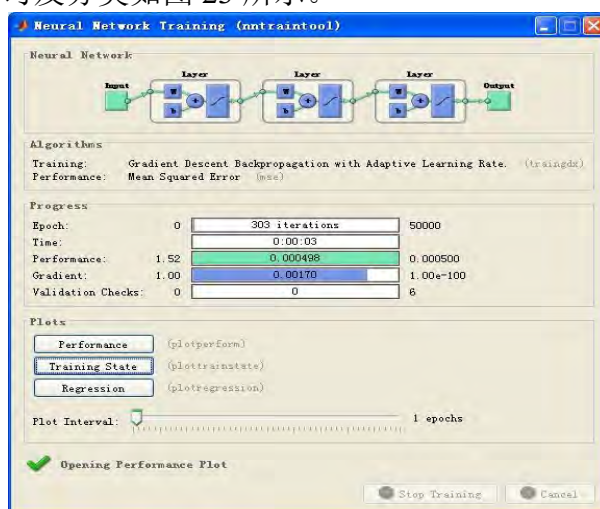 Neural Network Training (nntraintool)
Neural Network
Layer Layer Layer
Input Output
W W W
b b b
+ + +
Algorithms
Training: Gradient Descent Backpropagation with Adaptive Learning Rate. (traingdx)
Performance: Mean Squared Error (mse)
Progress
Epoch: 0 303 iterations 50000
Time: 0:00:03
Performance: 1.52 0.000498 0.000500
Gradient: 1.00 0.00170 1.00e-100
Validation Checks: 0 0 6
Plots
Performance (plotperform)
Training State (plottrainstate)
Regression (plotregression)
Plot Interval: 1 epochs
Opening Performance Plot
Stop Training Cancel